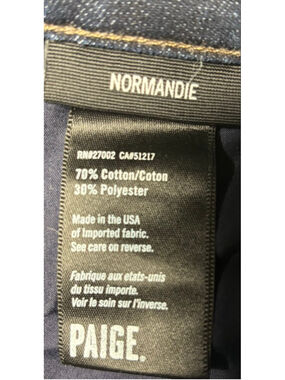 NORMANDIE
RN#27002 CA#51217
70% Cotton/Coton
30% Polyester
Made in the USA
of Imported fabric.
See care on reverse.
Fabrique aux etats-unis
du tissu importe.
Voir le soin sur l'inverse.
PAIGE.